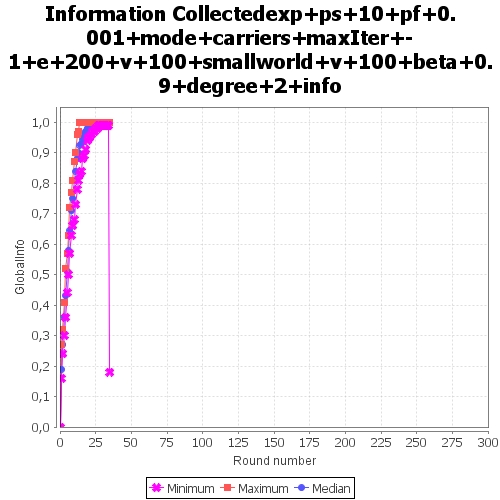 Information Collectedexp+ps+10+pf+0.
001+mode+carriers+maxIter+-
1+e+200+v+100+smallworld+v+100+beta+0.
9+degree+2+info
GlobalInfo
1,0
0,9
0,8
0,7
0,6
0,5
0,4
0,3
0,2
0,1
0,0
0 25 50 75 100 125 150 175 200 225 250 275 300
Round number
Minimum Maximum Median